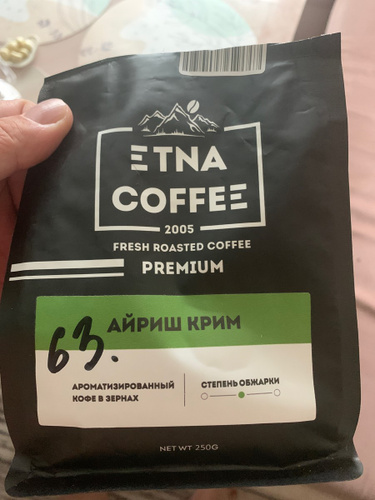 ETNA
COFFEE
2005
FRESH ROASTED COFFEE
PREMIUM
АЙРИШ КРИМ
63.
АРОМАТИЗИРОВАННЫЙ
КОФЕ В ЗЕРНАХ
СТЕПЕНЬ ОБЖАРКИ
NET WT 250G